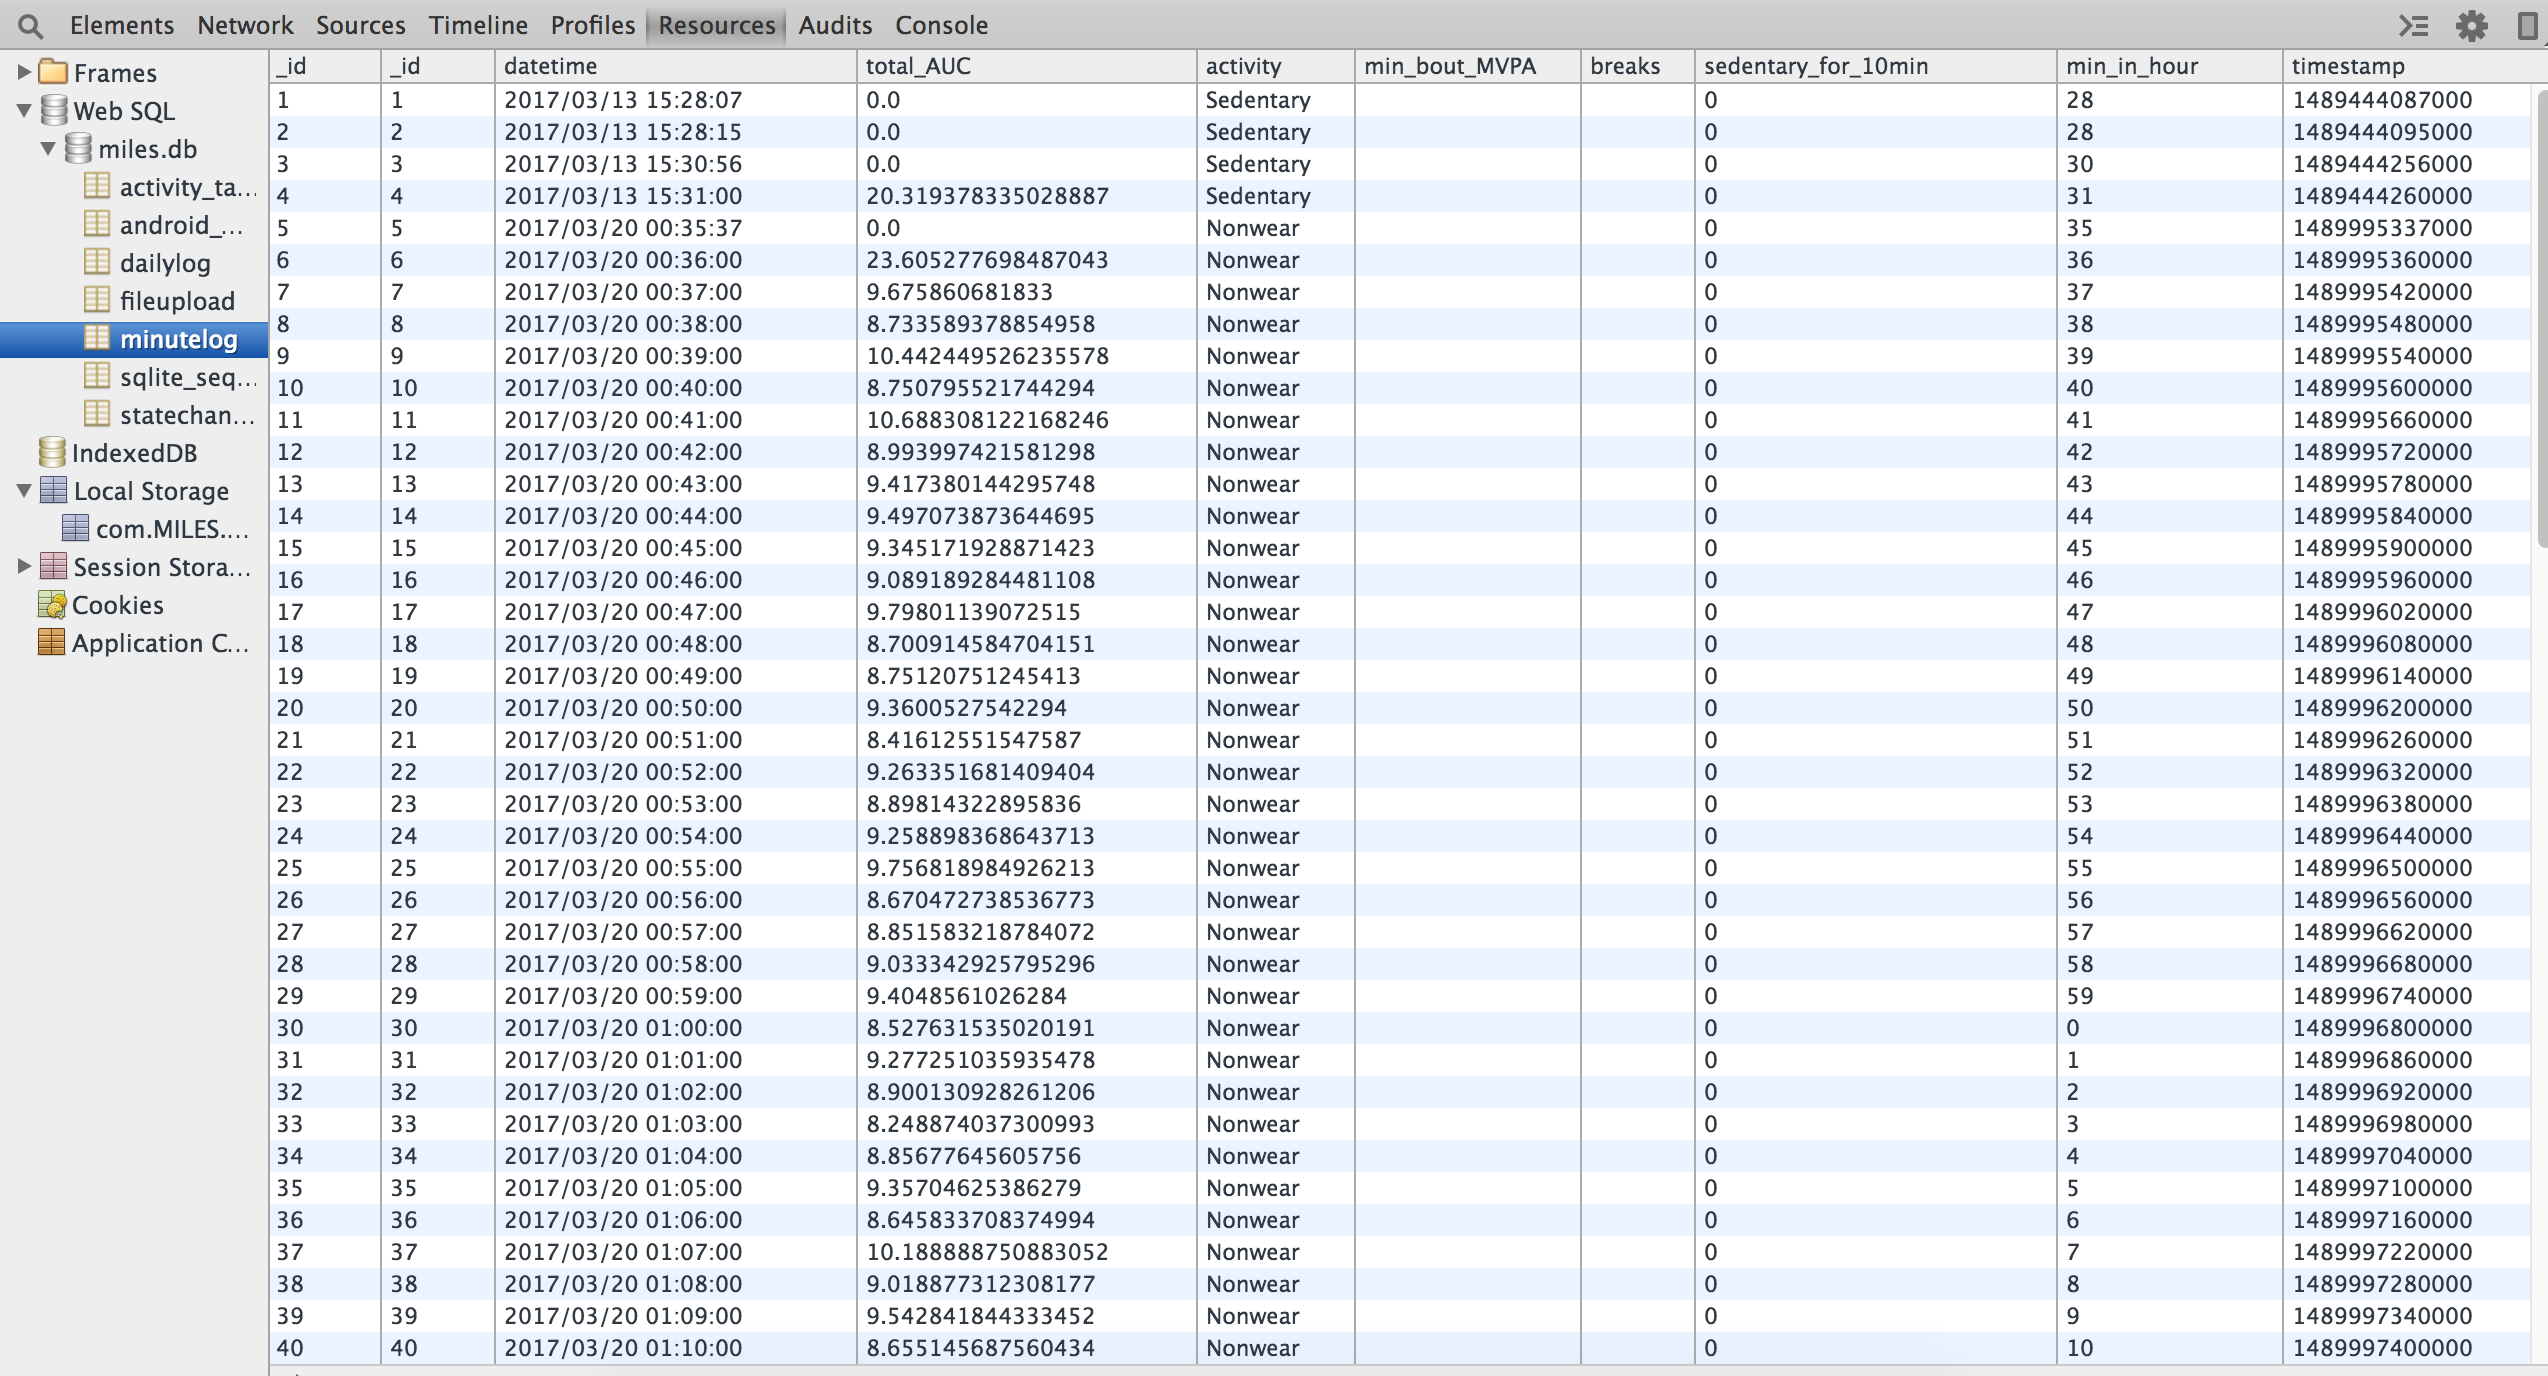 Elements Network Sources Timeline Profiles Resources Audits Console
Frames
Web SQL
miles.db
activity_ta...
android_...
dailylog
fileupload
minutelog
sqlite_seq...
statechan...
IndexedDB
Local Storage
com.MILES....
Session Stora...
Cookies
Application C...
_id _id datetime total_AUC activity min_bout_MVPA breaks sedentary_for_10min min_in_hour timestamp
1 1 2017/03/13 15:28:07 0.0 Sedentary 0 28 1489444087000
2 2 2017/03/13 15:28:15 0.0 Sedentary 0 28 1489444095000
3 3 2017/03/13 15:30:56 0.0 Sedentary 0 30 1489444256000
4 4 2017/03/13 15:31:00 20.319378335028887 Sedentary 0 31 1489444260000
5 5 2017/03/20 00:35:37 0.0 Nonwear 0 35 1489995337000
6 6 2017/03/20 00:36:00 23.605277698487043 Nonwear 0 36 1489995360000
7 7 2017/03/20 00:37:00 9.675860681833 Nonwear 0 37 1489995420000
8 8 2017/03/20 00:38:00 8.733589378854958 Nonwear 0 38 1489995480000
9 9 2017/03/20 00:39:00 10.442449526235578 Nonwear 0 39 1489995540000
10 10 2017/03/20 00:40:00 8.750795521744294 Nonwear 0 40 1489995600000
11 11 2017/03/20 00:41:00 10.688308122168246 Nonwear 0 41 1489995660000
12 12 2017/03/20 00:42:00 8.993997421581298 Nonwear 0 42 1489995720000
13 13 2017/03/20 00:43:00 9.417380144295748 Nonwear 0 43 1489995780000
14 14 2017/03/20 00:44:00 9.497073873644695 Nonwear 0 44 1489995840000
15 15 2017/03/20 00:45:00 9.345171928871423 Nonwear 0 45 1489995900000
16 16 2017/03/20 00:46:00 9.089189284481108 Nonwear 0 46 1489995960000
17 17 2017/03/20 00:47:00 9.79801139072515 Nonwear 0 47 1489996020000
18 18 2017/03/20 00:48:00 8.700914584704151 Nonwear 0 48 1489996080000
19 19 2017/03/20 00:49:00 8.75120751245413 Nonwear 0 49 1489996140000
20 20 2017/03/20 00:50:00 9.3600527542294 Nonwear 0 50 1489996200000
21 21 2017/03/20 00:51:00 8.41612551547587 Nonwear 0 51 1489996260000
22 22 2017/03/20 00:52:00 9.263351681409404 Nonwear 0 52 1489996320000
23 23 2017/03/20 00:53:00 8.89814322895836 Nonwear 0 53 1489996380000
24 24 2017/03/20 00:54:00 9.258898368643713 Nonwear 0 54 1489996440000
25 25 2017/03/20 00:55:00 9.756818984926213 Nonwear 0 55 1489996500000
26 26 2017/03/20 00:56:00 8.670472738536773 Nonwear 0 56 1489996560000
27 27 2017/03/20 00:57:00 8.851583218784072 Nonwear 0 57 1489996620000
28 28 2017/03/20 00:58:00 9.033342925795296 Nonwear 0 58 1489996680000
29 29 2017/03/20 00:59:00 9.4048561026284 Nonwear 0 59 1489996740000
30 30 2017/03/20 01:00:00 8.527631535020191 Nonwear 0 0 1489996800000
31 31 2017/03/20 01:01:00 9.277251035935478 Nonwear 0 1 1489996860000
32 32 2017/03/20 01:02:00 8.900130928261206 Nonwear 0 2 1489996920000
33 33 2017/03/20 01:03:00 8.248874037300993 Nonwear 0 3 1489996980000
34 34 2017/03/20 01:04:00 8.85677645605756 Nonwear 0 4 1489997040000
35 35 2017/03/20 01:05:00 9.35704625386279 Nonwear 0 5 1489997100000
36 36 2017/03/20 01:06:00 8.645833708374994 Nonwear 0 6 1489997160000
37 37 2017/03/20 01:07:00 10.188888750883052 Nonwear 0 7 1489997220000
38 38 2017/03/20 01:08:00 9.018877312308177 Nonwear 0 8 1489997280000
39 39 2017/03/20 01:09:00 9.542841844333452 Nonwear 0 9 1489997340000
40 40 2017/03/20 01:10:00 8.655145687560434 Nonwear 0 10 1489997400000